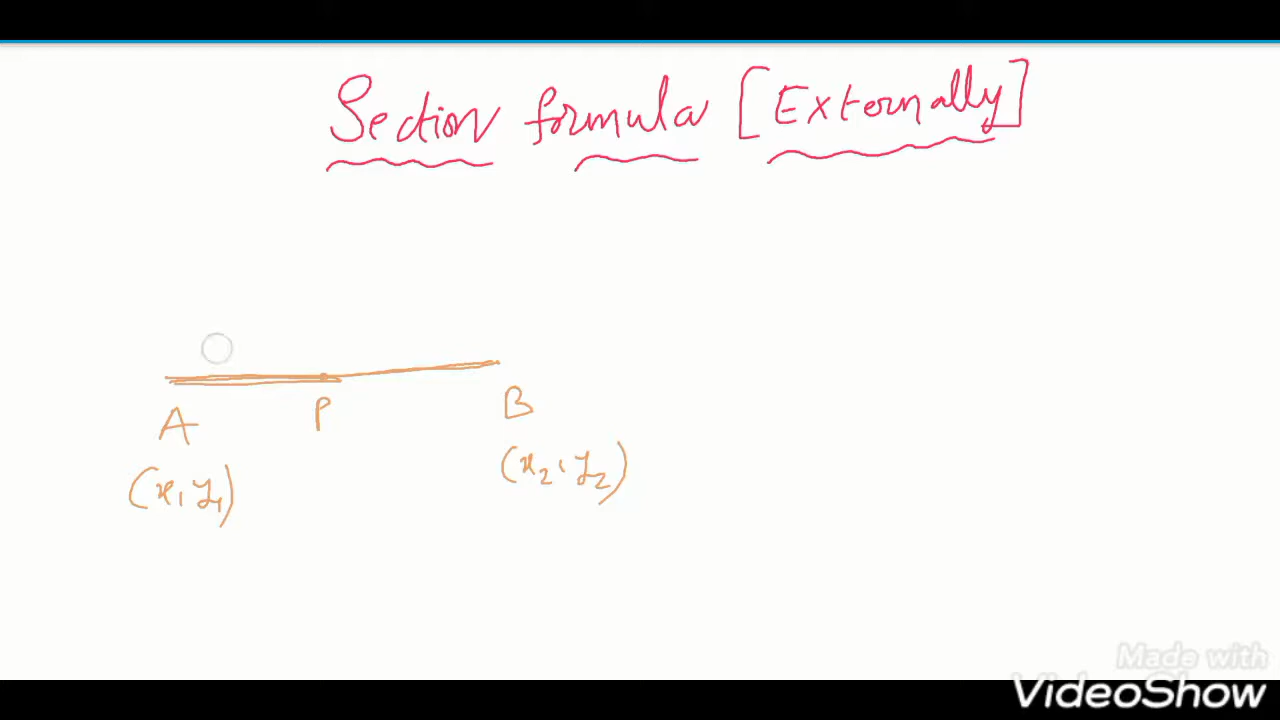 Section formula [Externally]
A P B
(x1, y1) (x2, y2)
Made with
VideoShow